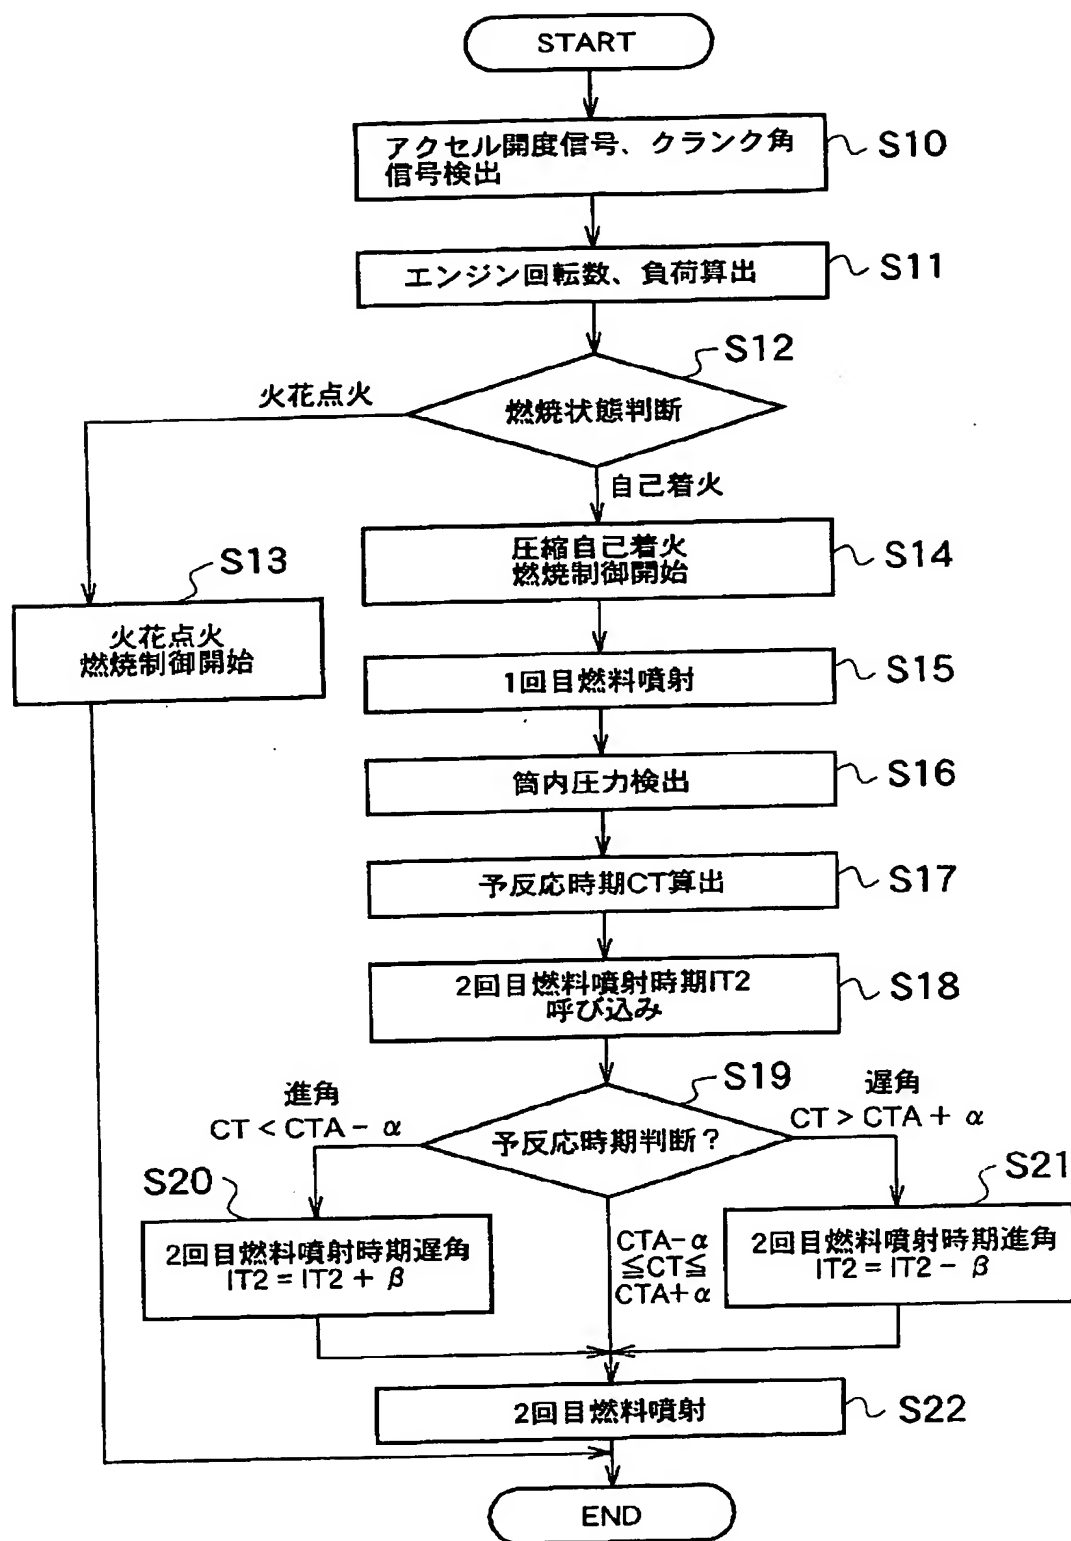 START
アクセル開度信号、クランク角
信号検出
S10
エンジン回転数、負荷算出
S11
S12
火花点火
燃焼状態判断
自己着火
圧縮自己着火
燃焼制御開始
S14
S13
火花点火
燃焼制御開始
1回目燃料噴射
S15
筒内圧力検出
S16
予反応時期CT算出
S17
2回目燃料噴射時期IT2
呼び込み
S18
S19
進角
CT < CTA - α
遅角
CT > CTA + α
予反応時期判断?
S20
2回目燃料噴射時期遅角
IT2 = IT2 + β
CTA-α
≦CT≦
CTA+α
S21
2回目燃料噴射時期進角
IT2 = IT2 - β
2回目燃料噴射
S22
END